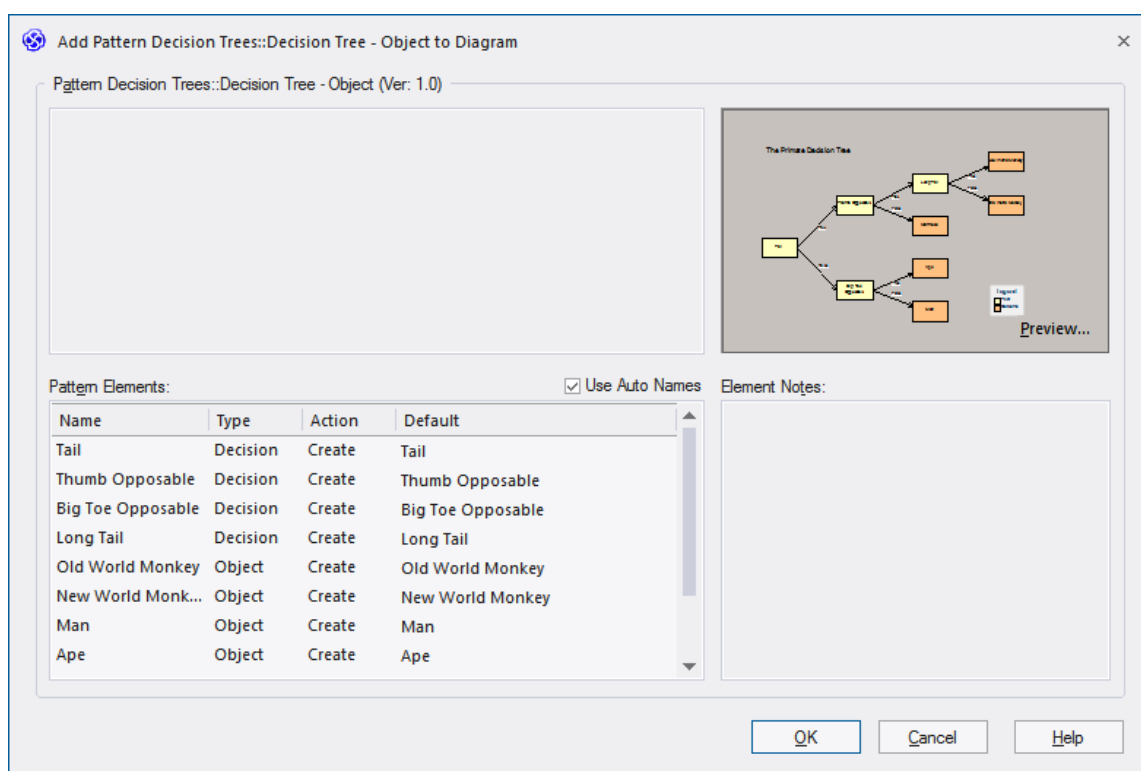 Add Pattern Decision Trees::Decision Tree - Object to Diagram
Pattern Decision Trees::Decision Tree - Object (Ver: 1.0)
The Primate Decision Tree
Preview...
Pattern Elements:
Use Auto Names
Element Notes:
Name Type Action Default
Tail Decision Create Tail
Thumb Opposable Decision Create Thumb Opposable
Big Toe Opposable Decision Create Big Toe Opposable
Long Tail Decision Create Long Tail
Old World Monkey Object Create Old World Monkey
New World Monk... Object Create New World Monkey
Man Object Create Man
Ape Object Create Ape
OK Cancel Help